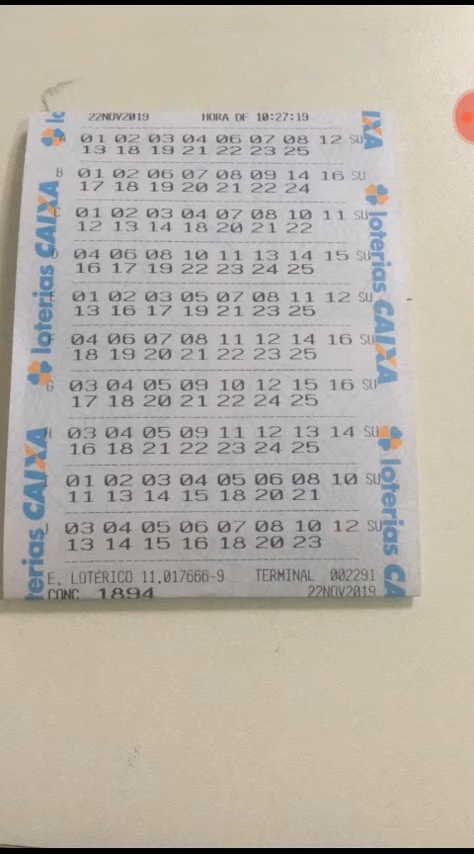 22NOV2019 HORA DF 10:27:19
A 01 02 03 04 06 07 08 12 SU
13 18 19 21 22 23 25
B 01 02 06 07 08 09 14 16 SU
17 18 19 20 21 22 24
C 01 02 03 04 07 08 10 11 SU
12 13 14 18 20 21 22
D 04 06 08 10 11 13 14 15 SU
16 17 19 22 23 24 25
E 01 02 03 05 07 08 11 12 SU
13 16 17 19 21 23 25
F 04 06 07 08 11 12 14 16 SU
18 19 20 21 22 23 25
G 03 04 05 09 10 12 15 16 SU
17 18 20 21 22 24 25
H 03 04 05 09 11 12 13 14 SU
16 18 21 22 23 24 25
I 01 02 03 04 05 06 08 10 SU
11 13 14 15 18 20 21
J 03 04 05 06 07 08 10 12 SU
13 14 15 16 18 20 23
E. LOTÉRICO 11.017666-9 TERMINAL 002291
CONC 1894 22NOV2019
lo
loterias CAIXA
terias CAIXA
IXA
loterias CAIXA
loterias CA